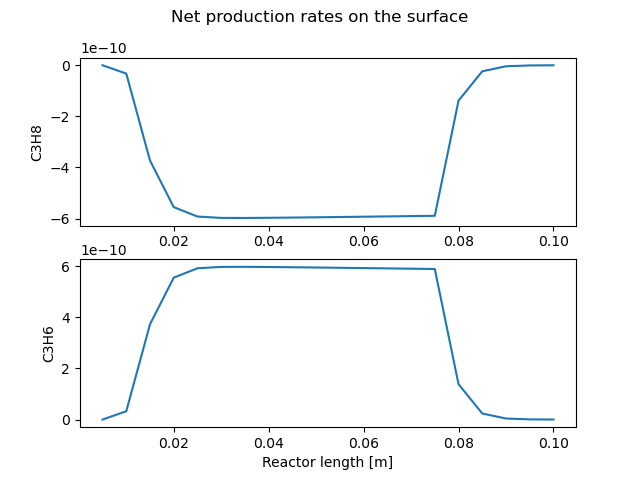 Net production rates on the surface
1e−10
0
−2
−4
−6
C3H8
0.02 0.04 0.06 0.08 0.10
1e−10
6
4
2
0
C3H6
0.02 0.04 0.06 0.08 0.10
Reactor length [m]